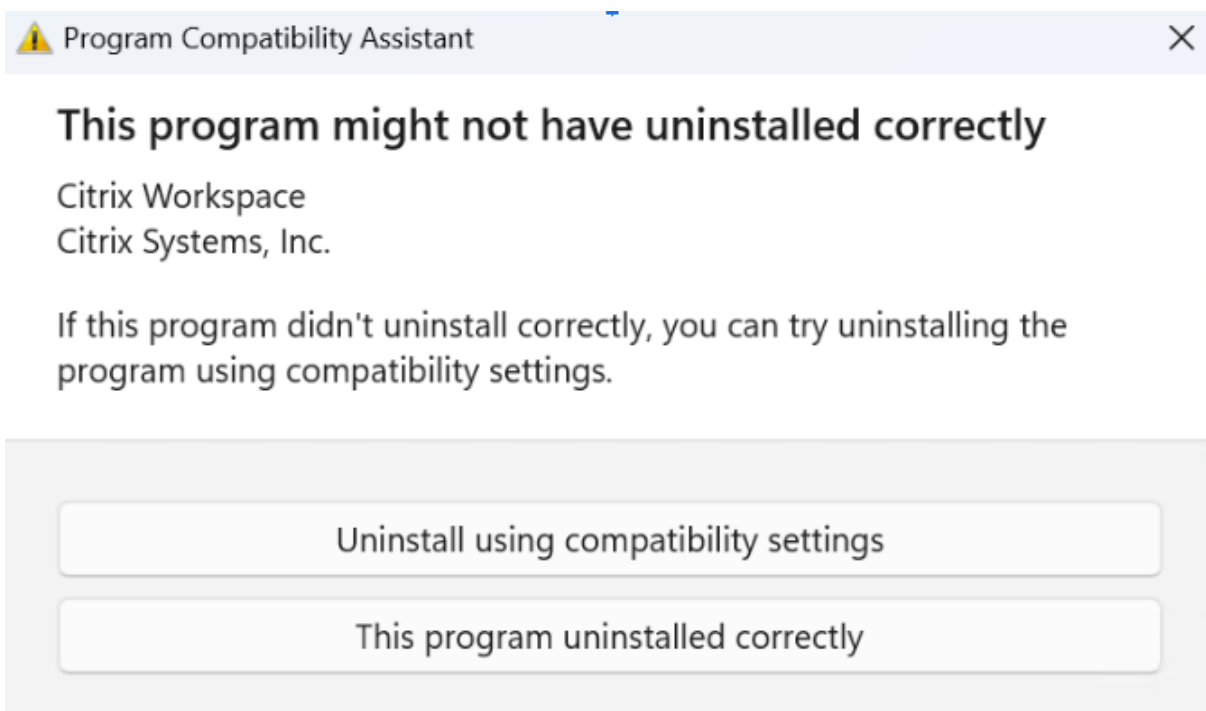 Program Compatibility Assistant
This program might not have uninstalled correctly
Citrix Workspace
Citrix Systems, Inc.
If this program didn't uninstall correctly, you can try uninstalling the
program using compatibility settings.
Uninstall using compatibility settings
This program uninstalled correctly